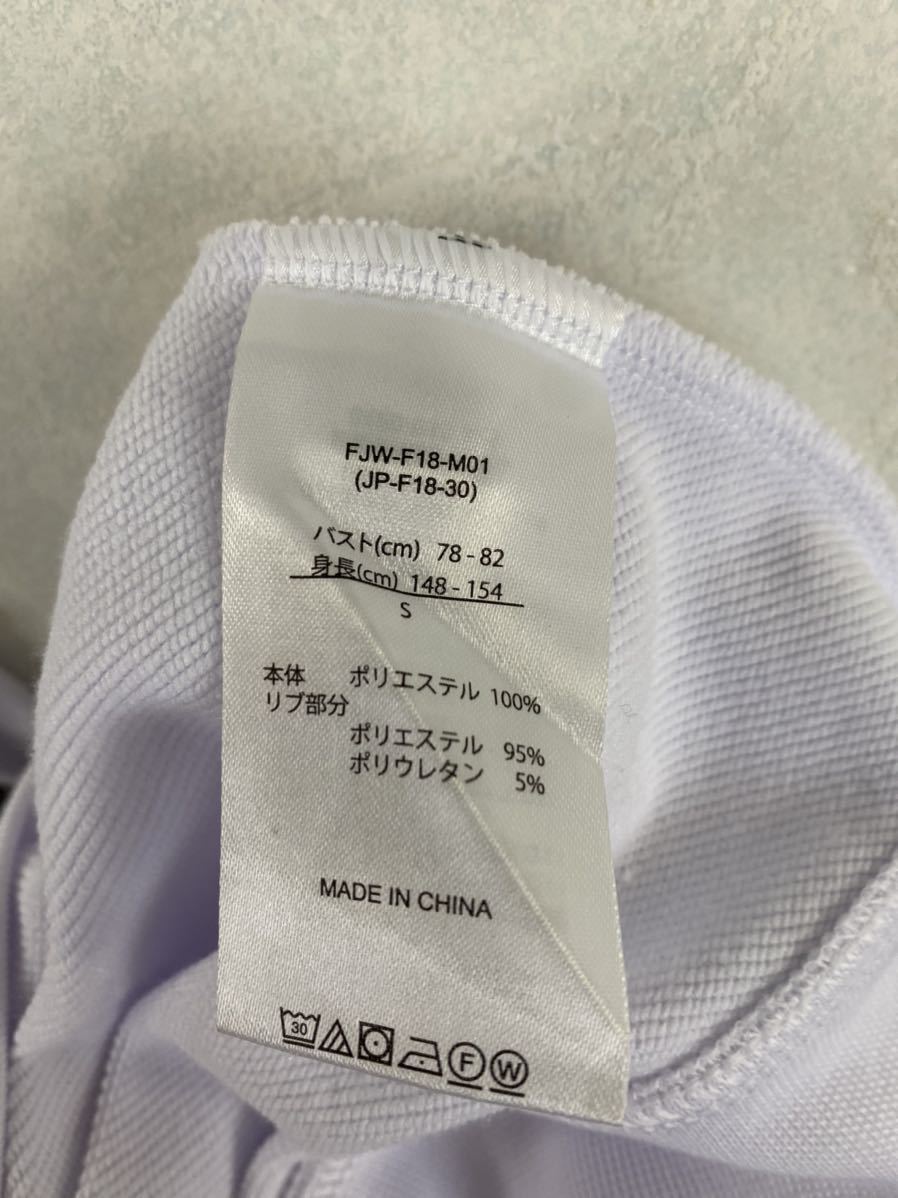 FJW-F18-M01
(JP-F18-30)
バスト(cm) 78 - 82
身長(cm) 148 - 154
S
本体 ポリエステル 100%
リブ部分
ポリエステル 95%
ポリウレタン 5%
MADE IN CHINA
30 F W